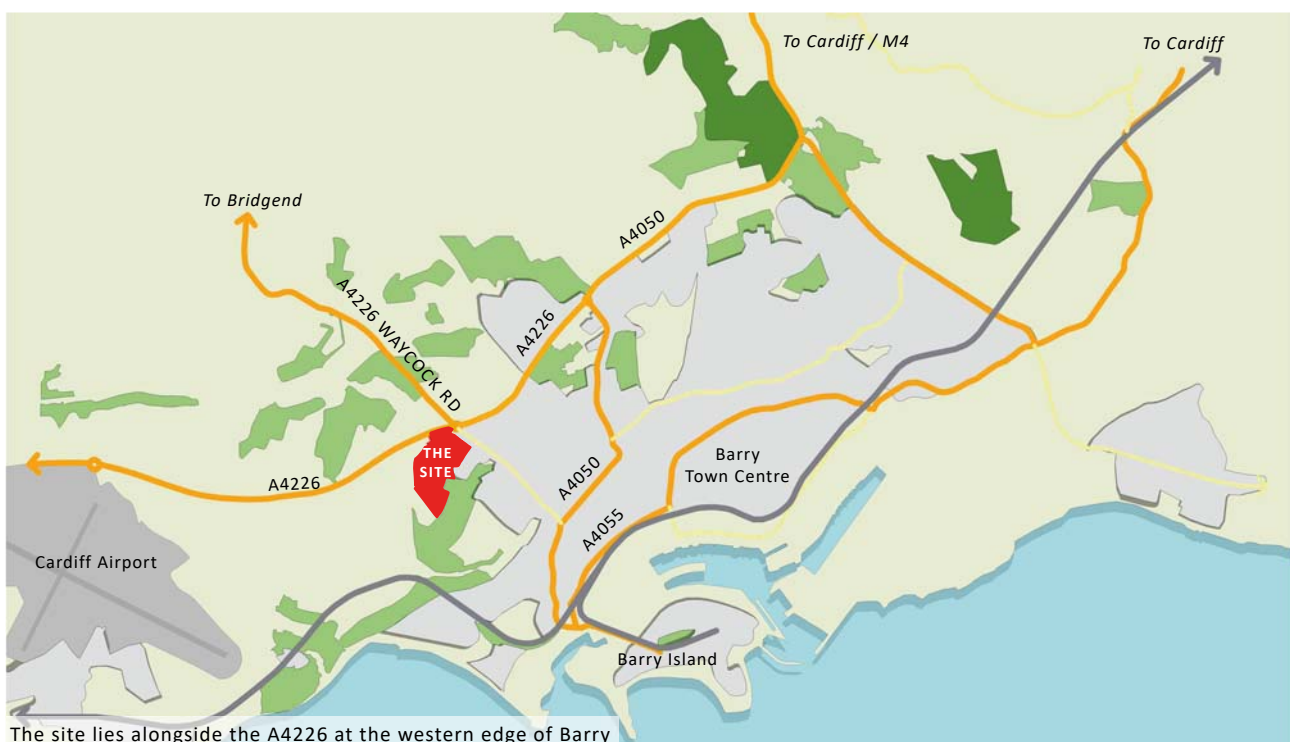 To Cardiff / M4
To Cardiff
To Bridgend
A4050
A4226 WAYCOCK RD
A4226
THE
SITE
A4226
A4050
Barry
Town Centre
A4055
Cardiff Airport
Barry Island
The site lies alongside the A4226 at the western edge of Barry